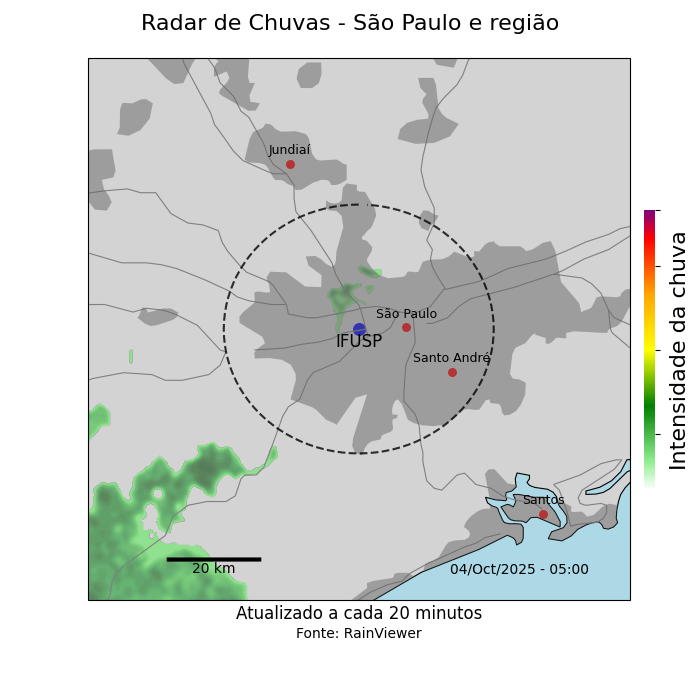 Radar de Chuvas - São Paulo e região
Jundiaí
São Paulo
IFUSP
Santo André
Santos
20 km
04/Oct/2025 - 05:00
Intensidade da chuva
Atualizado a cada 20 minutos
Fonte: RainViewer